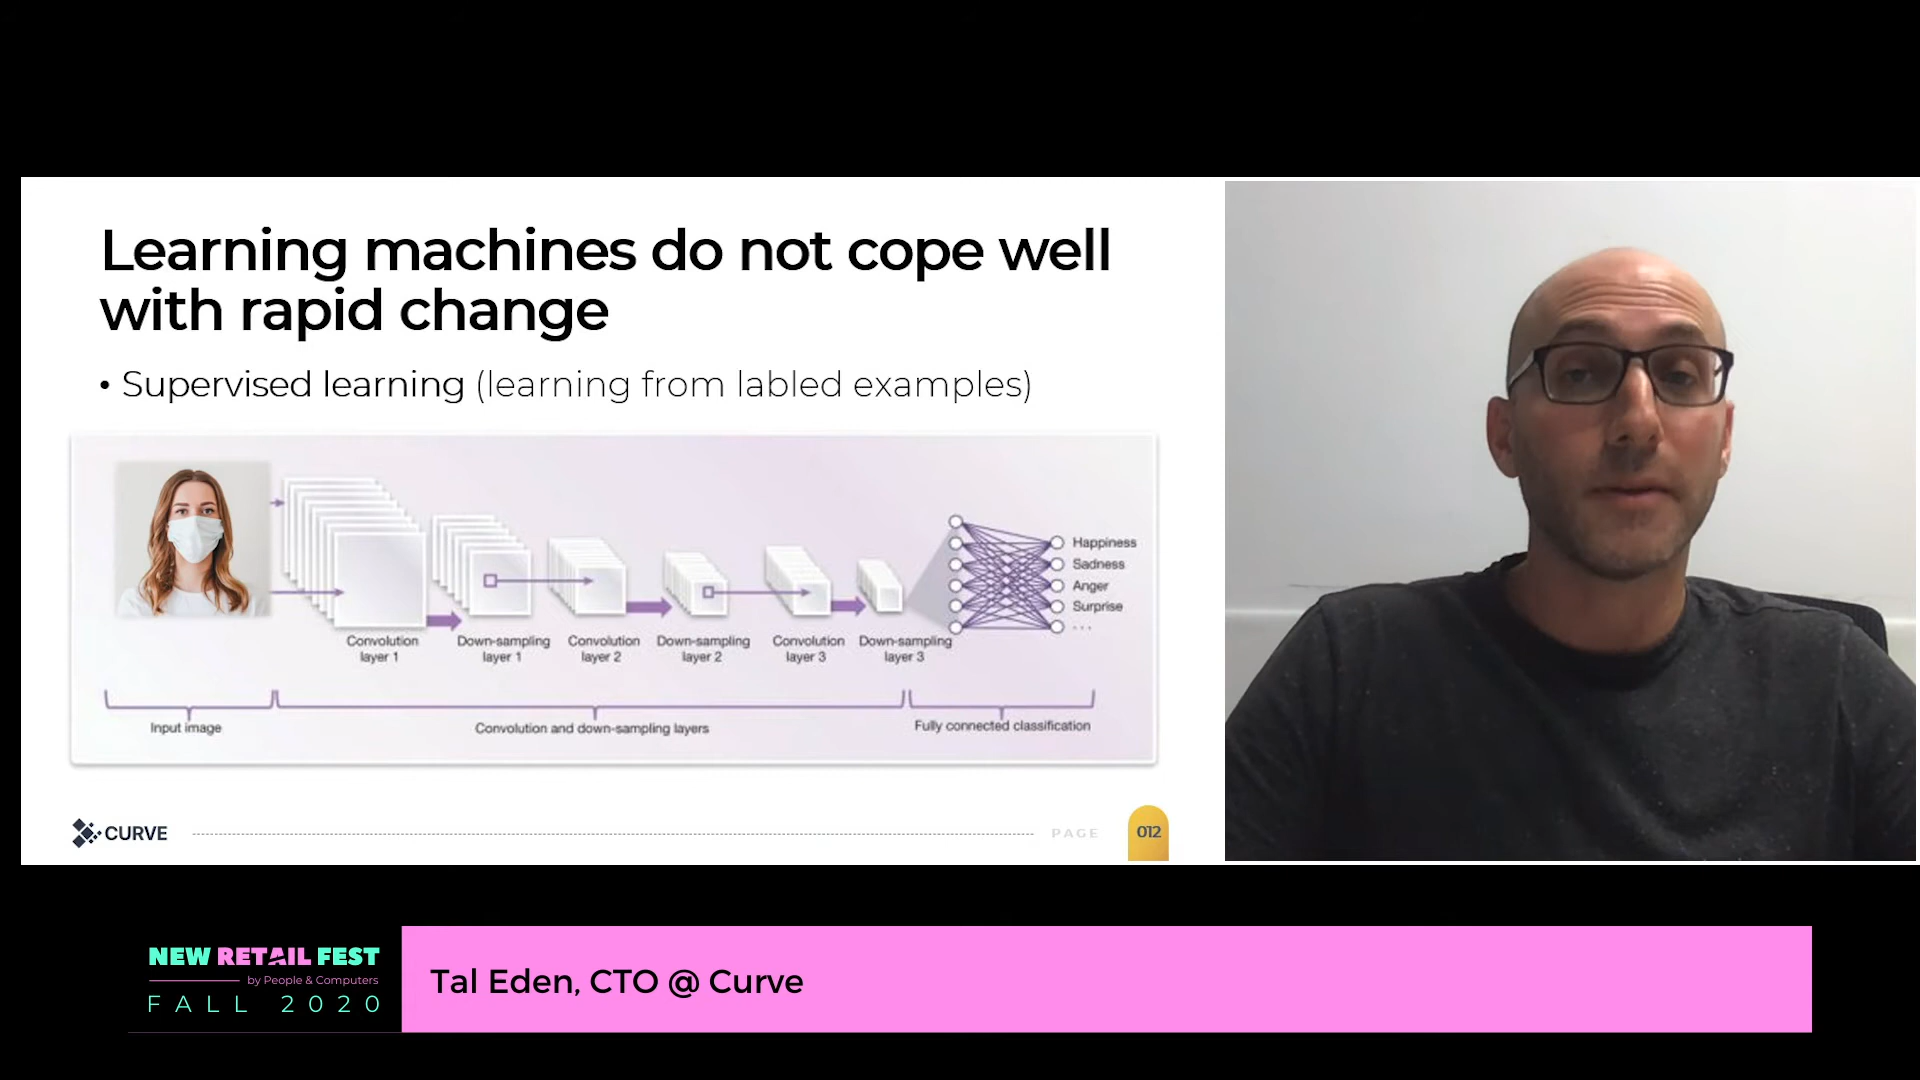 Learning machines do not cope well
with rapid change
• Supervised learning (learning from labled examples)
Happiness
Sadness
Anger
Surprise
...
Convolution
layer 1
Down-sampling
layer 1
Convolution
layer 2
Down-sampling
layer 2
Convolution
layer 3
Down-sampling
layer 3
Input image
Convolution and down-sampling layers
Fully connected classification
CURVE
PAGE
012
NEW RETAIL FEST
by People & Computers
FALL 2020
Tal Eden, CTO @ Curve